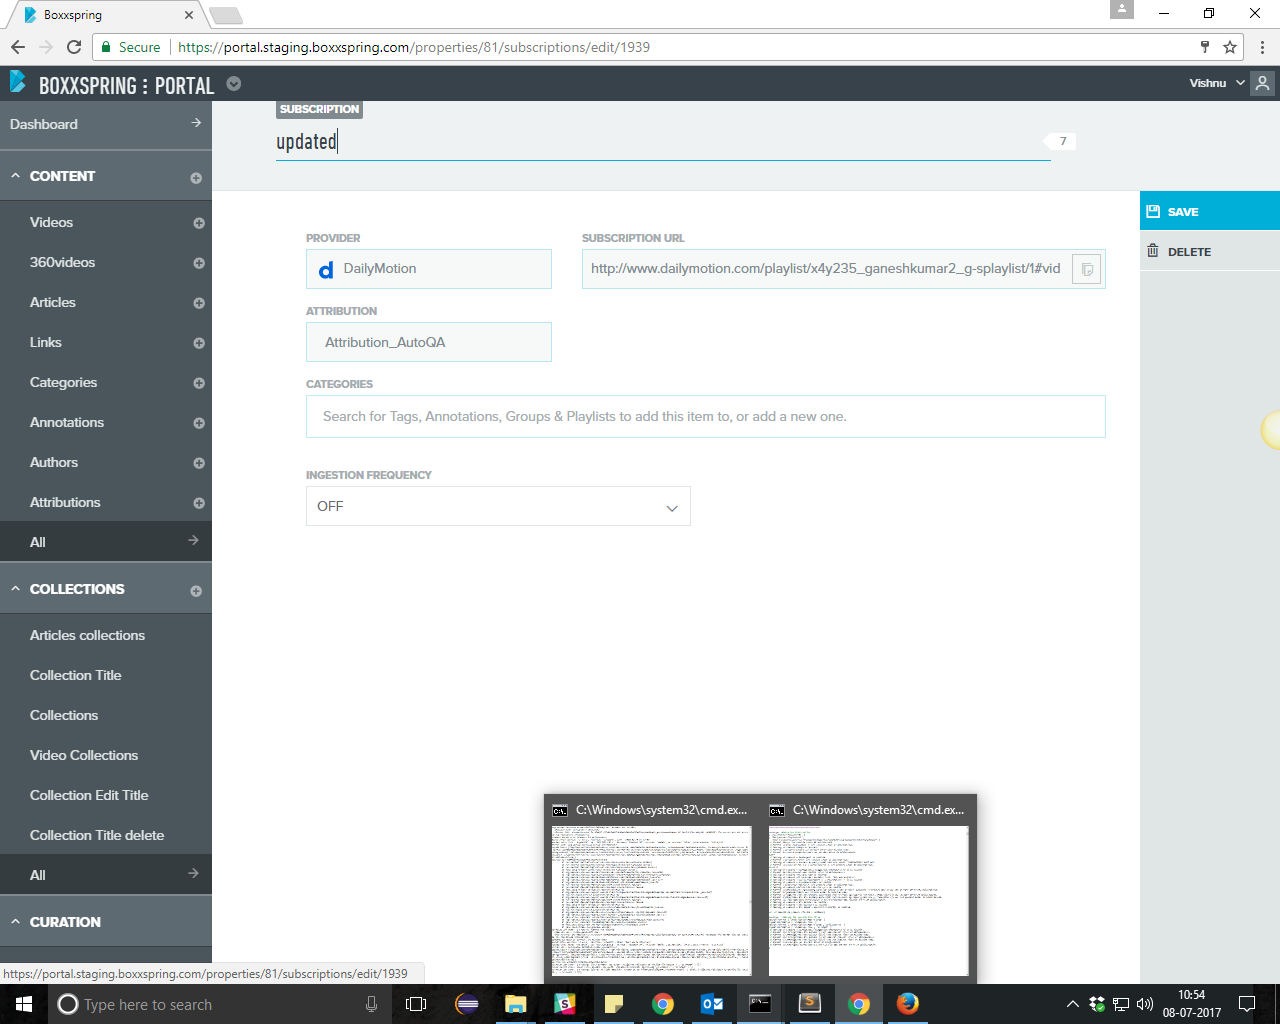 Boxxspring
Secure
https://portal.staging.boxxspring.com/properties/81/subscriptions/edit/1939
BOXXSPRING : PORTAL
Vishnu
Dashboard
CONTENT
Videos
360videos
Articles
Links
Categories
Annotations
Authors
Attributions
All
COLLECTIONS
Articles collections
Collection Title
Collections
Video Collections
Collection Edit Title
Collection Title delete
All
CURATION
SUBSCRIPTION
updated
7
PROVIDER
DailyMotion
SUBSCRIPTION URL
http://www.dailymotion.com/playlist/x4y235_ganeshkumar2_g-splaylist/1#vid
ATTRIBUTION
Attribution_AutoQA
CATEGORIES
Search for Tags, Annotations, Groups & Playlists to add this item to, or add a new one.
INGESTION FREQUENCY
OFF
SAVE
DELETE
C:\Windows\system32\cmd.ex...
C:\Windows\system32\cmd.ex...
https://portal.staging.boxxspring.com/properties/81/subscriptions/edit/1939
Type here to search
10:54
08-07-2017